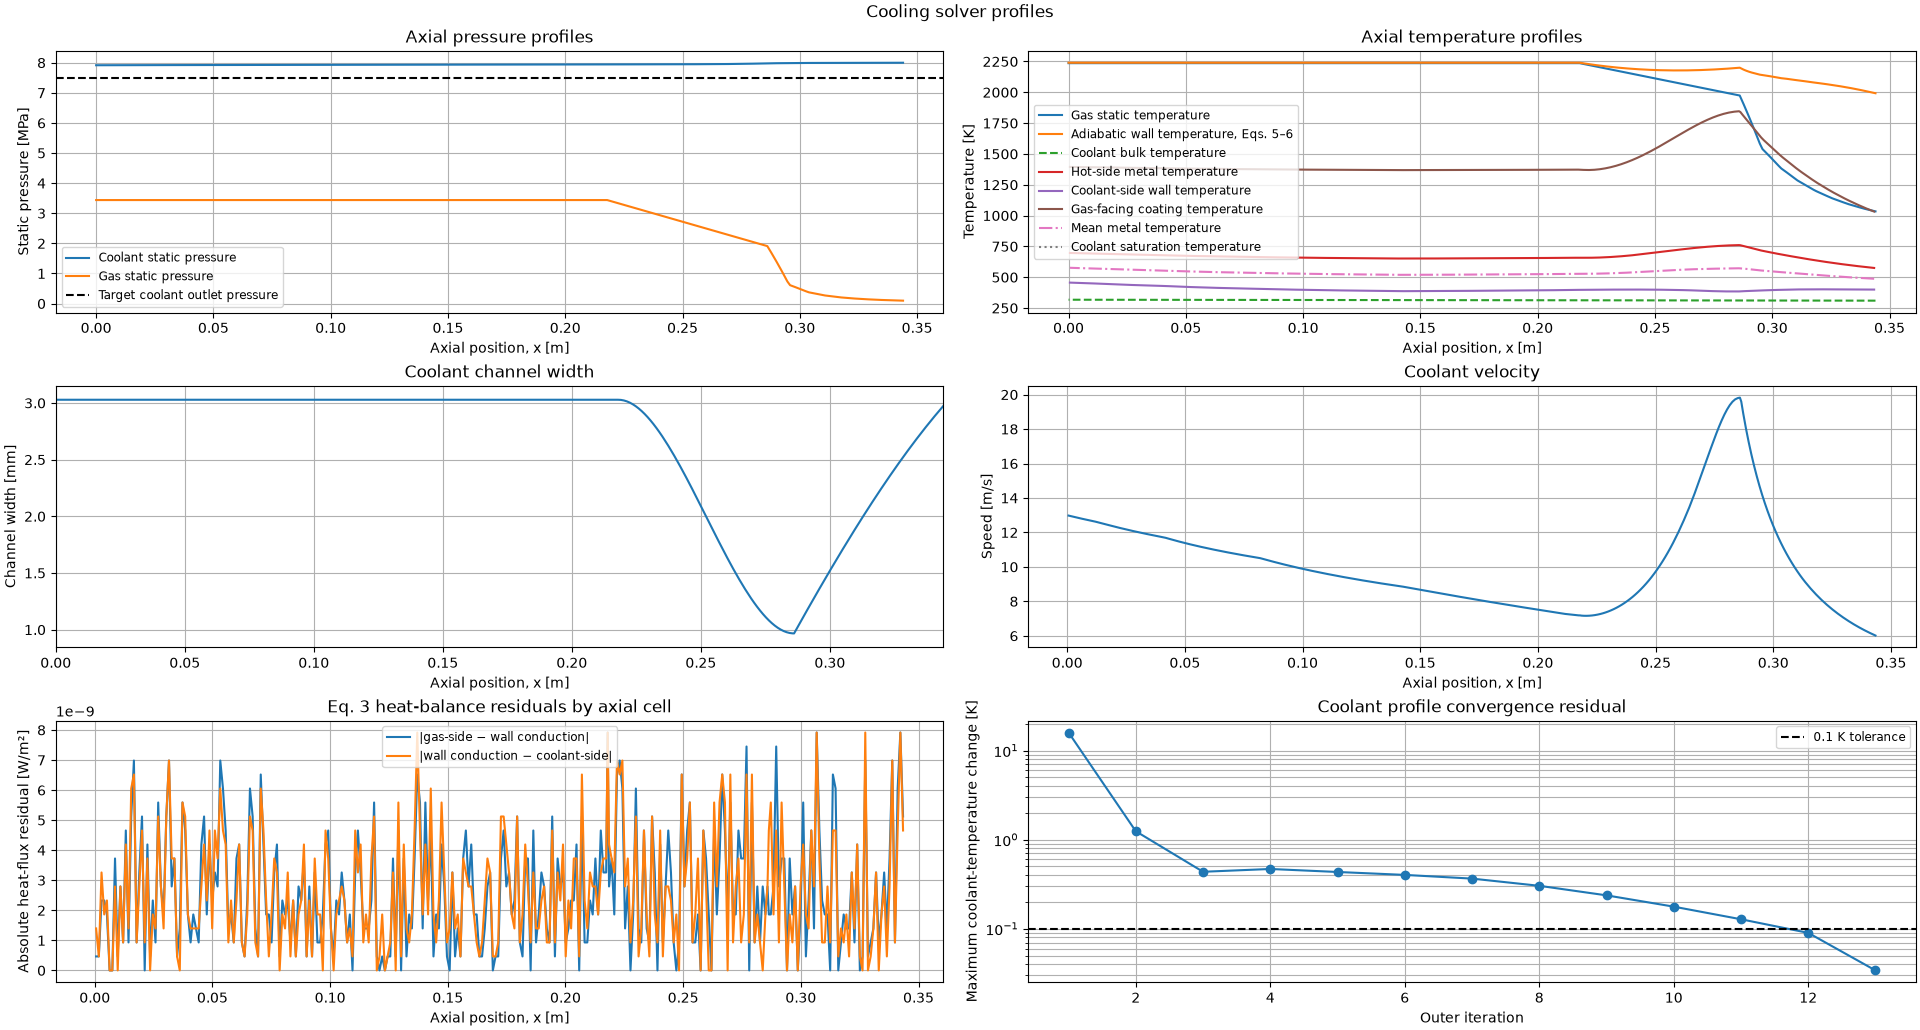 Cooling solver profiles
Axial pressure profiles
Static pressure [MPa]
8
7
6
5
4
3
2
1
0
Coolant static pressure
Gas static pressure
Target coolant outlet pressure
0.00 0.05 0.10 0.15 0.20 0.25 0.30 0.35
Axial position, x [m]
Axial temperature profiles
Temperature [K]
2250
2000
1750
1500
1250
1000
750
500
250
Gas static temperature
Adiabatic wall temperature, Eqs. 5–6
Coolant bulk temperature
Hot-side metal temperature
Coolant-side wall temperature
Gas-facing coating temperature
Mean metal temperature
Coolant saturation temperature
0.00 0.05 0.10 0.15 0.20 0.25 0.30 0.35
Axial position, x [m]
Coolant channel width
Channel width [mm]
3.0
2.5
2.0
1.5
1.0
0.00 0.05 0.10 0.15 0.20 0.25 0.30
Axial position, x [m]
Coolant velocity
Speed [m/s]
20
18
16
14
12
10
8
6
0.00 0.05 0.10 0.15 0.20 0.25 0.30 0.35
Axial position, x [m]
Eq. 3 heat-balance residuals by axial cell
1e−9
Absolute heat-flux residual [W/m²]
8
7
6
5
4
3
2
1
0
|gas-side − wall conduction|
|wall conduction − coolant-side|
0.00 0.05 0.10 0.15 0.20 0.25 0.30 0.35
Axial position, x [m]
Coolant profile convergence residual
Maximum coolant-temperature change [K]
10¹
10⁰
10⁻¹
0.1 K tolerance
2 4 6 8 10 12
Outer iteration